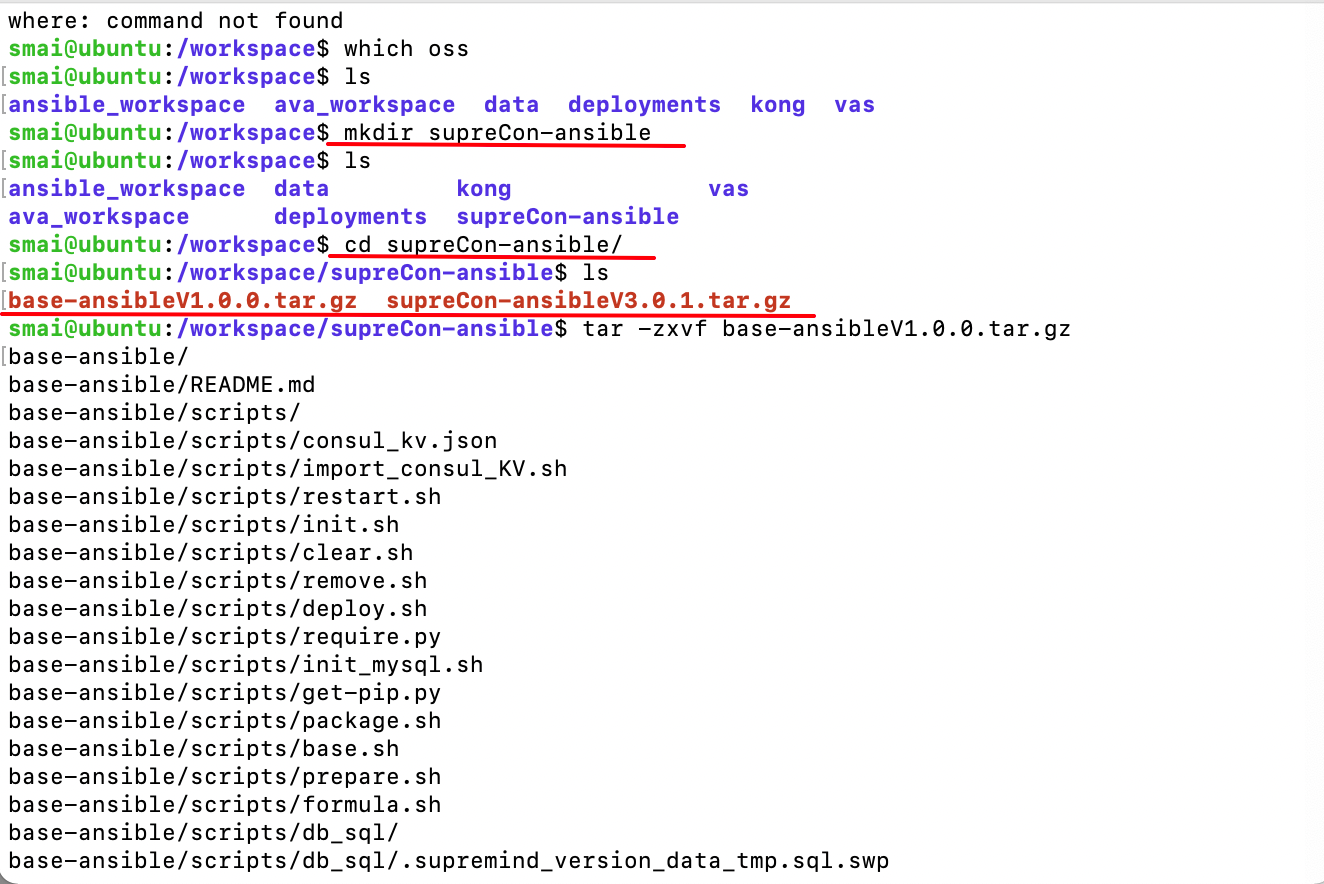 where: command not found
smai@ubuntu:/workspace$ which oss
[smai@ubuntu:/workspace$ ls
[ansible_workspace  ava_workspace  data  deployments  kong  vas
smai@ubuntu:/workspace$ mkdir supreCon-ansible
[smai@ubuntu:/workspace$ ls
[ansible_workspace  data         kong              vas
ava_workspace      deployments  supreCon-ansible
smai@ubuntu:/workspace$ cd supreCon-ansible/
[smai@ubuntu:/workspace/supreCon-ansible$ ls
[base-ansibleV1.0.0.tar.gz  supreCon-ansibleV3.0.1.tar.gz
smai@ubuntu:/workspace/supreCon-ansible$ tar -zxvf base-ansibleV1.0.0.tar.gz
[base-ansible/
base-ansible/README.md
base-ansible/scripts/
base-ansible/scripts/consul_kv.json
base-ansible/scripts/import_consul_KV.sh
base-ansible/scripts/restart.sh
base-ansible/scripts/init.sh
base-ansible/scripts/clear.sh
base-ansible/scripts/remove.sh
base-ansible/scripts/deploy.sh
base-ansible/scripts/require.py
base-ansible/scripts/init_mysql.sh
base-ansible/scripts/get-pip.py
base-ansible/scripts/package.sh
base-ansible/scripts/base.sh
base-ansible/scripts/prepare.sh
base-ansible/scripts/formula.sh
base-ansible/scripts/db_sql/
base-ansible/scripts/db_sql/.supremind_version_data_tmp.sql.swp